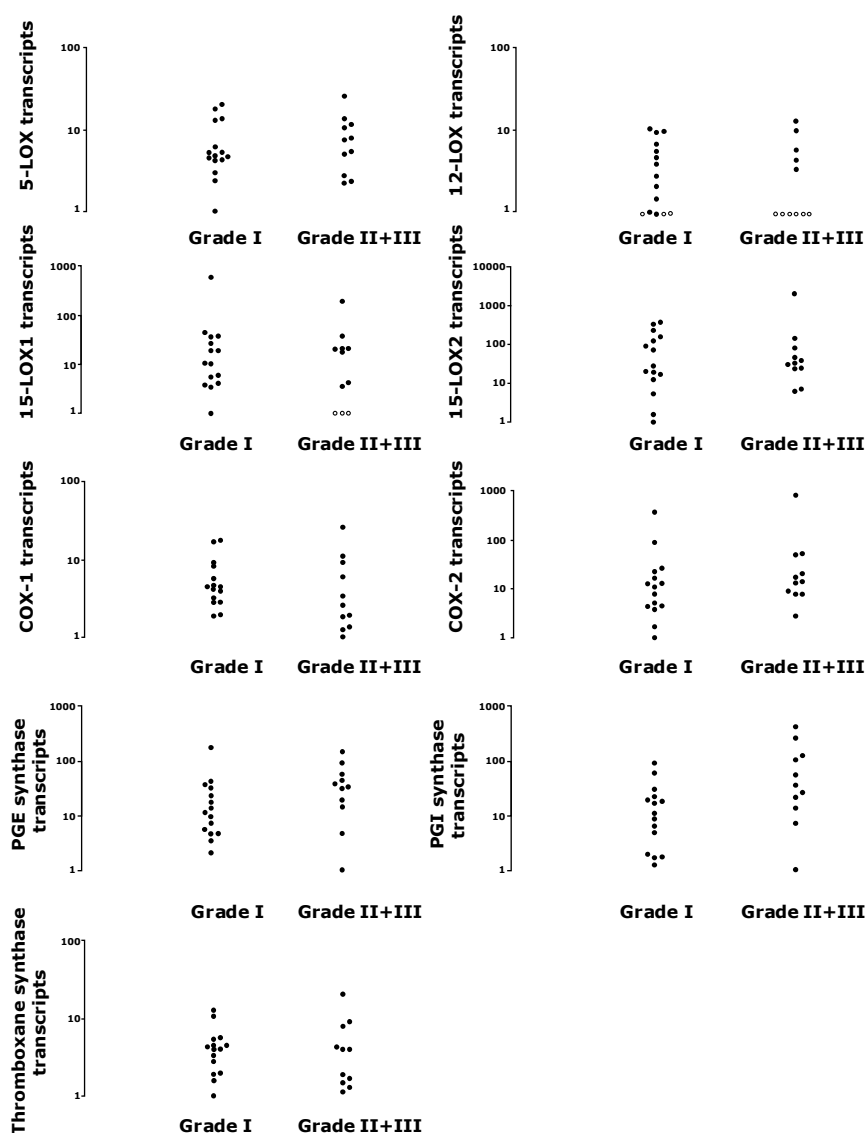 5-LOX transcripts
100
10
1
Grade I
Grade II+III
12-LOX transcripts
100
10
1
Grade I
Grade II+III
15-LOX1 transcripts
1000
100
10
1
Grade I
Grade II+III
15-LOX2 transcripts
10000
1000
100
10
1
Grade I
Grade II+III
COX-1 transcripts
100
10
1
Grade I
Grade II+III
COX-2 transcripts
1000
100
10
1
Grade I
Grade II+III
PGE synthase
transcripts
1000
100
10
1
Grade I
Grade II+III
PGI synthase
transcripts
1000
100
10
1
Grade I
Grade II+III
Thromboxane synthase
transcripts
100
10
1
Grade I
Grade II+III